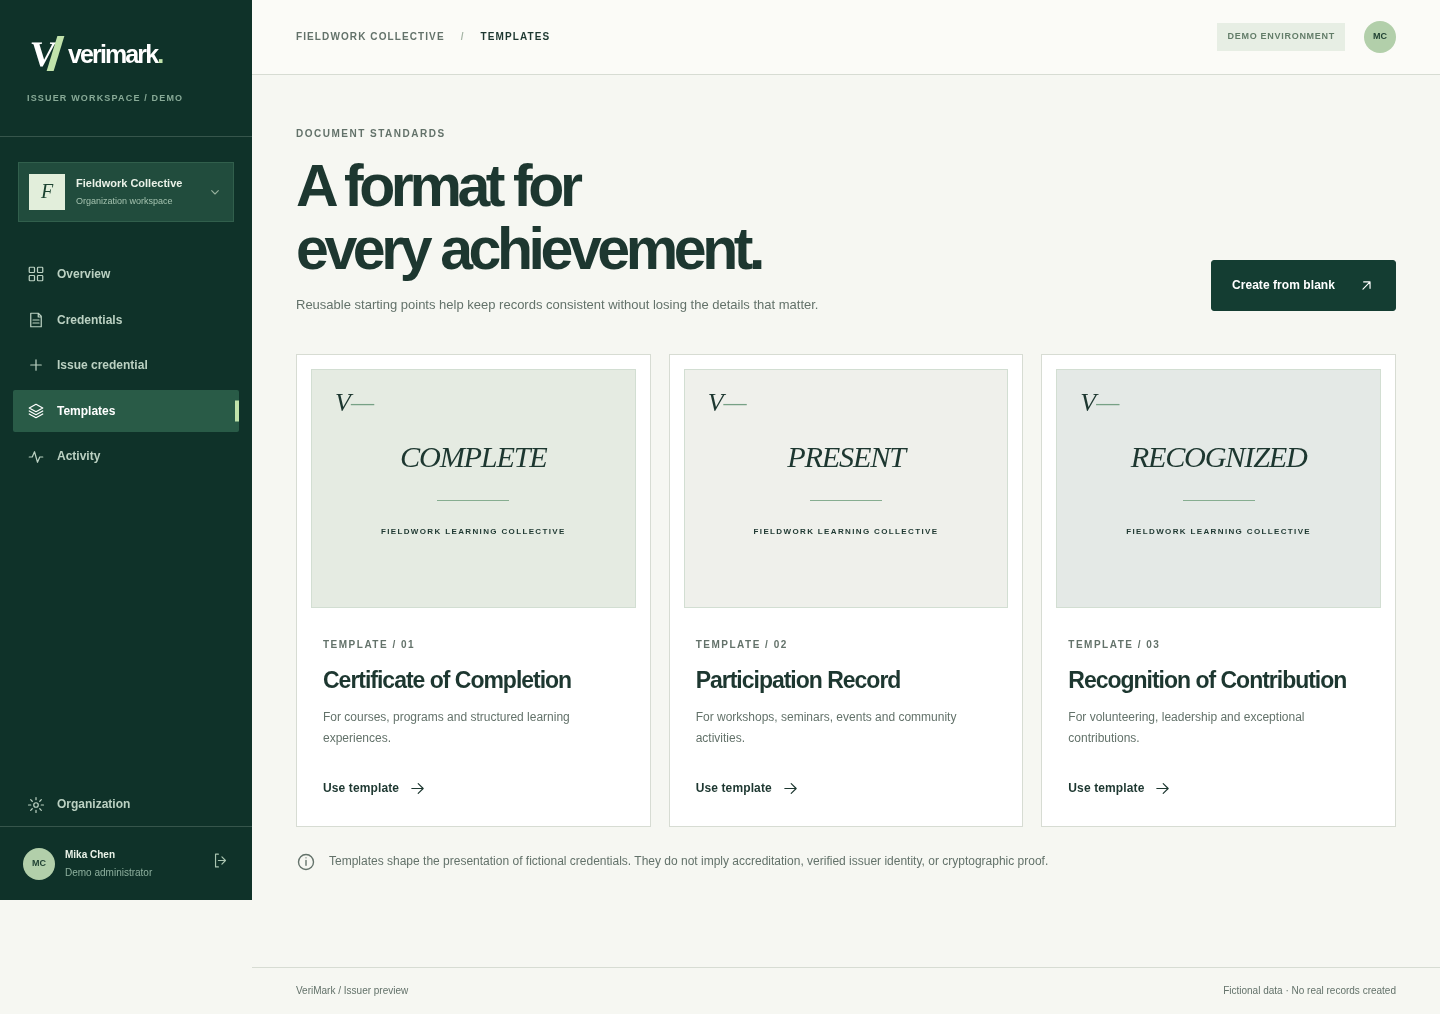 V verimark.
ISSUER WORKSPACE / DEMO
F
Fieldwork Collective
Organization workspace
Overview
Credentials
Issue credential
Templates
Activity
Organization
MC
Mika Chen
Demo administrator
FIELDWORK COLLECTIVE / TEMPLATES
DEMO ENVIRONMENT
MC
DOCUMENT STANDARDS
A format for
every achievement.
Reusable starting points help keep records consistent without losing the details that matter.
Create from blank
V—
COMPLETE
FIELDWORK LEARNING COLLECTIVE
TEMPLATE / 01
Certificate of Completion
For courses, programs and structured learning
experiences.
Use template
V—
PRESENT
FIELDWORK LEARNING COLLECTIVE
TEMPLATE / 02
Participation Record
For workshops, seminars, events and community
activities.
Use template
V—
RECOGNIZED
FIELDWORK LEARNING COLLECTIVE
TEMPLATE / 03
Recognition of Contribution
For volunteering, leadership and exceptional
contributions.
Use template
Templates shape the presentation of fictional credentials. They do not imply accreditation, verified issuer identity, or cryptographic proof.
VeriMark / Issuer preview
Fictional data · No real records created